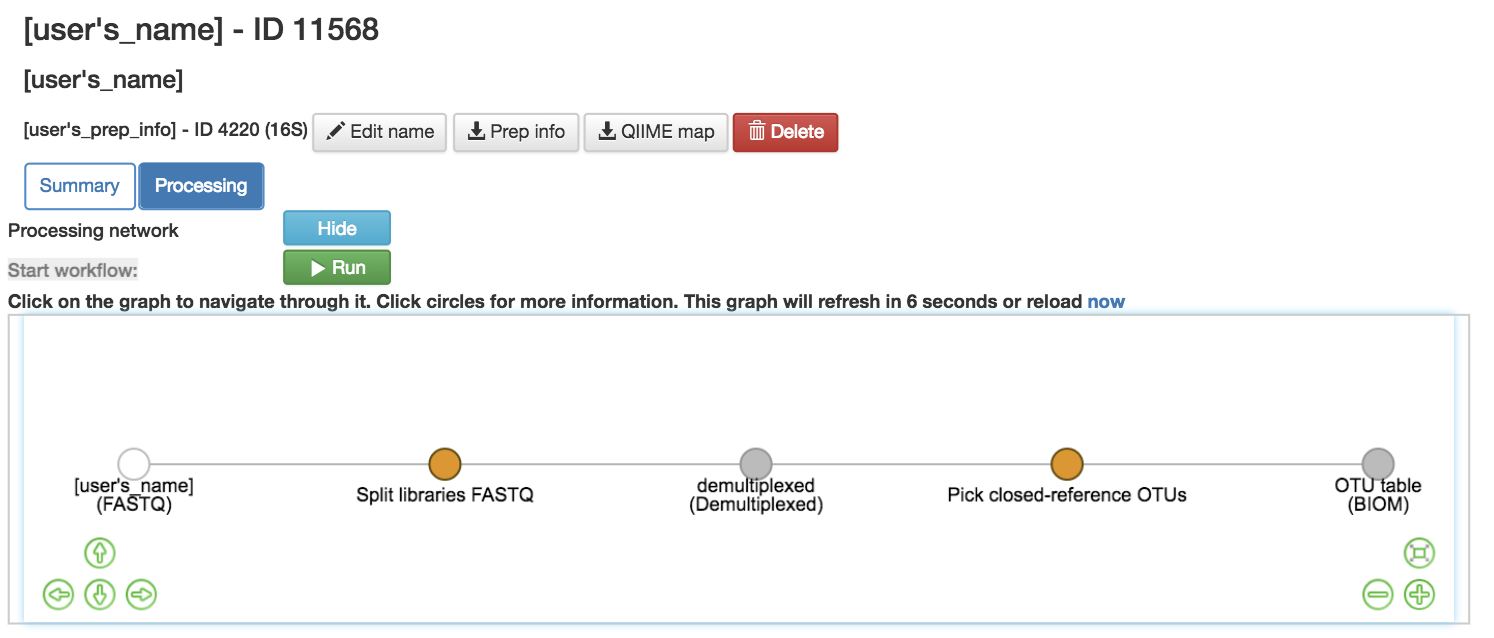 [user's_name] - ID 11568
[user's_name]
[user's_prep_info] - ID 4220 (16S) Edit name Prep info QIIME map Delete
Summary Processing
Processing network Hide
Start workflow: Run
Click on the graph to navigate through it. Click circles for more information. This graph will refresh in 6 seconds or reload now
[user's_name]
(FASTQ)
Split libraries FASTQ
demultiplexed
(Demultiplexed)
Pick closed-reference OTUs
OTU table
(BIOM)